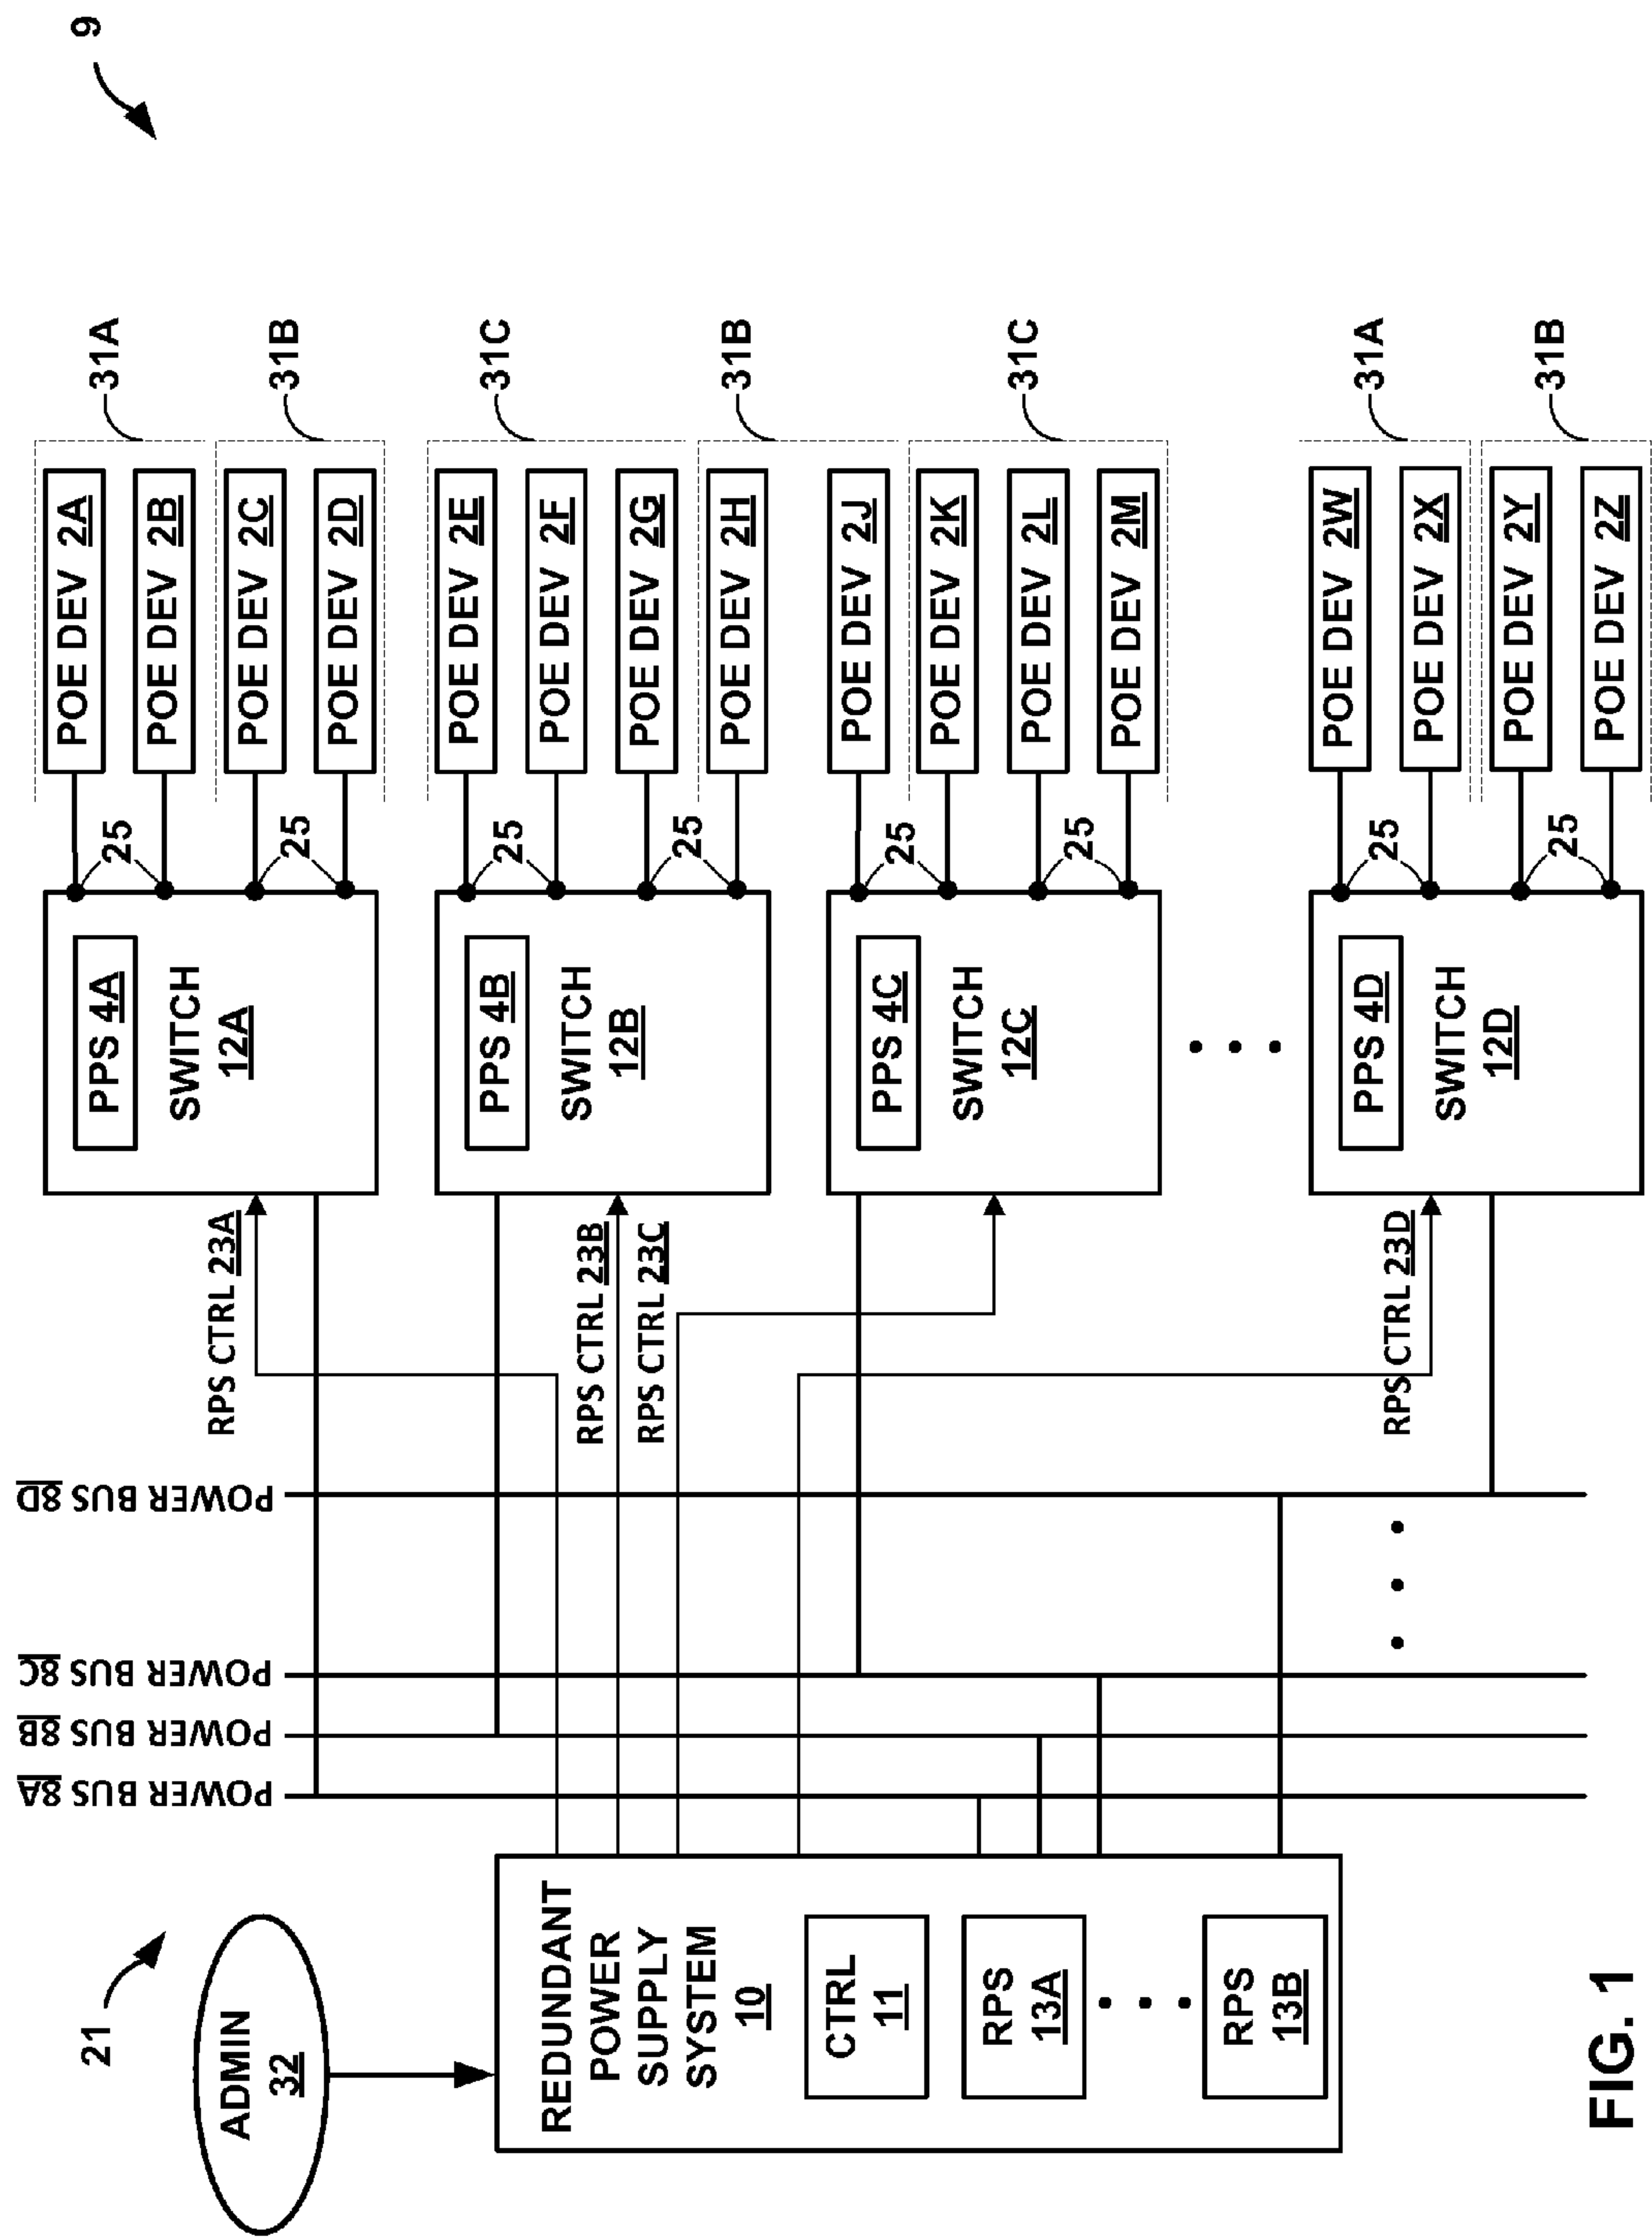 9
21
ADMIN
32
REDUNDANT
POWER
SUPPLY
SYSTEM
10
CTRL
11
RPS
13A
RPS
13B
POWER BUS 8A
POWER BUS 8B
POWER BUS 8C
POWER BUS 8D
RPS CTRL 23A
RPS CTRL 23B
RPS CTRL 23C
RPS CTRL 23D
PPS 4A
SWITCH
12A
25
25
POE DEV 2A
POE DEV 2B
POE DEV 2C
POE DEV 2D
31A
31B
PPS 4B
SWITCH
12B
25
25
POE DEV 2E
POE DEV 2F
POE DEV 2G
POE DEV 2H
31C
31B
PPS 4C
SWITCH
12C
25
25
POE DEV 2J
POE DEV 2K
POE DEV 2L
POE DEV 2M
31C
PPS 4D
SWITCH
12D
25
25
POE DEV 2W
POE DEV 2X
POE DEV 2Y
POE DEV 2Z
31A
31B
FIG. 1